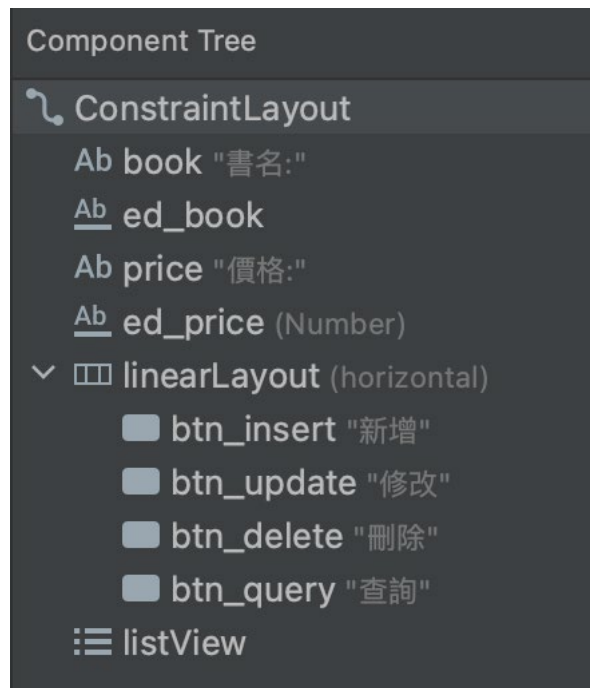 Component Tree
ConstraintLayout
Ab book "書名:"
Ab ed_book
Ab price "價格:"
Ab ed_price (Number)
linearLayout (horizontal)
btn_insert "新增"
btn_update "修改"
btn_delete "刪除"
btn_query "查詢"
listView